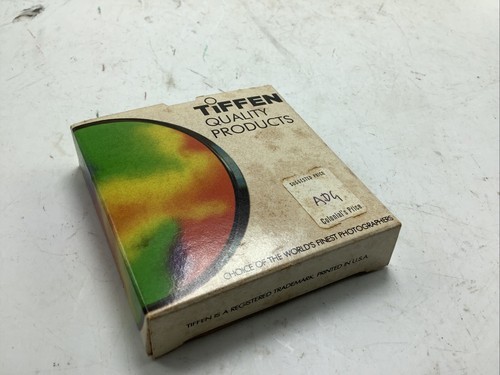 TIFFEN
QUALITY
PRODUCTS
SUGGESTED PRICE
ADG
Colonial's Price
CHOICE OF THE WORLD'S FINEST PHOTOGRAPHERS
TIFFEN IS A REGISTERED TRADEMARK. PRINTED IN U.S.A.